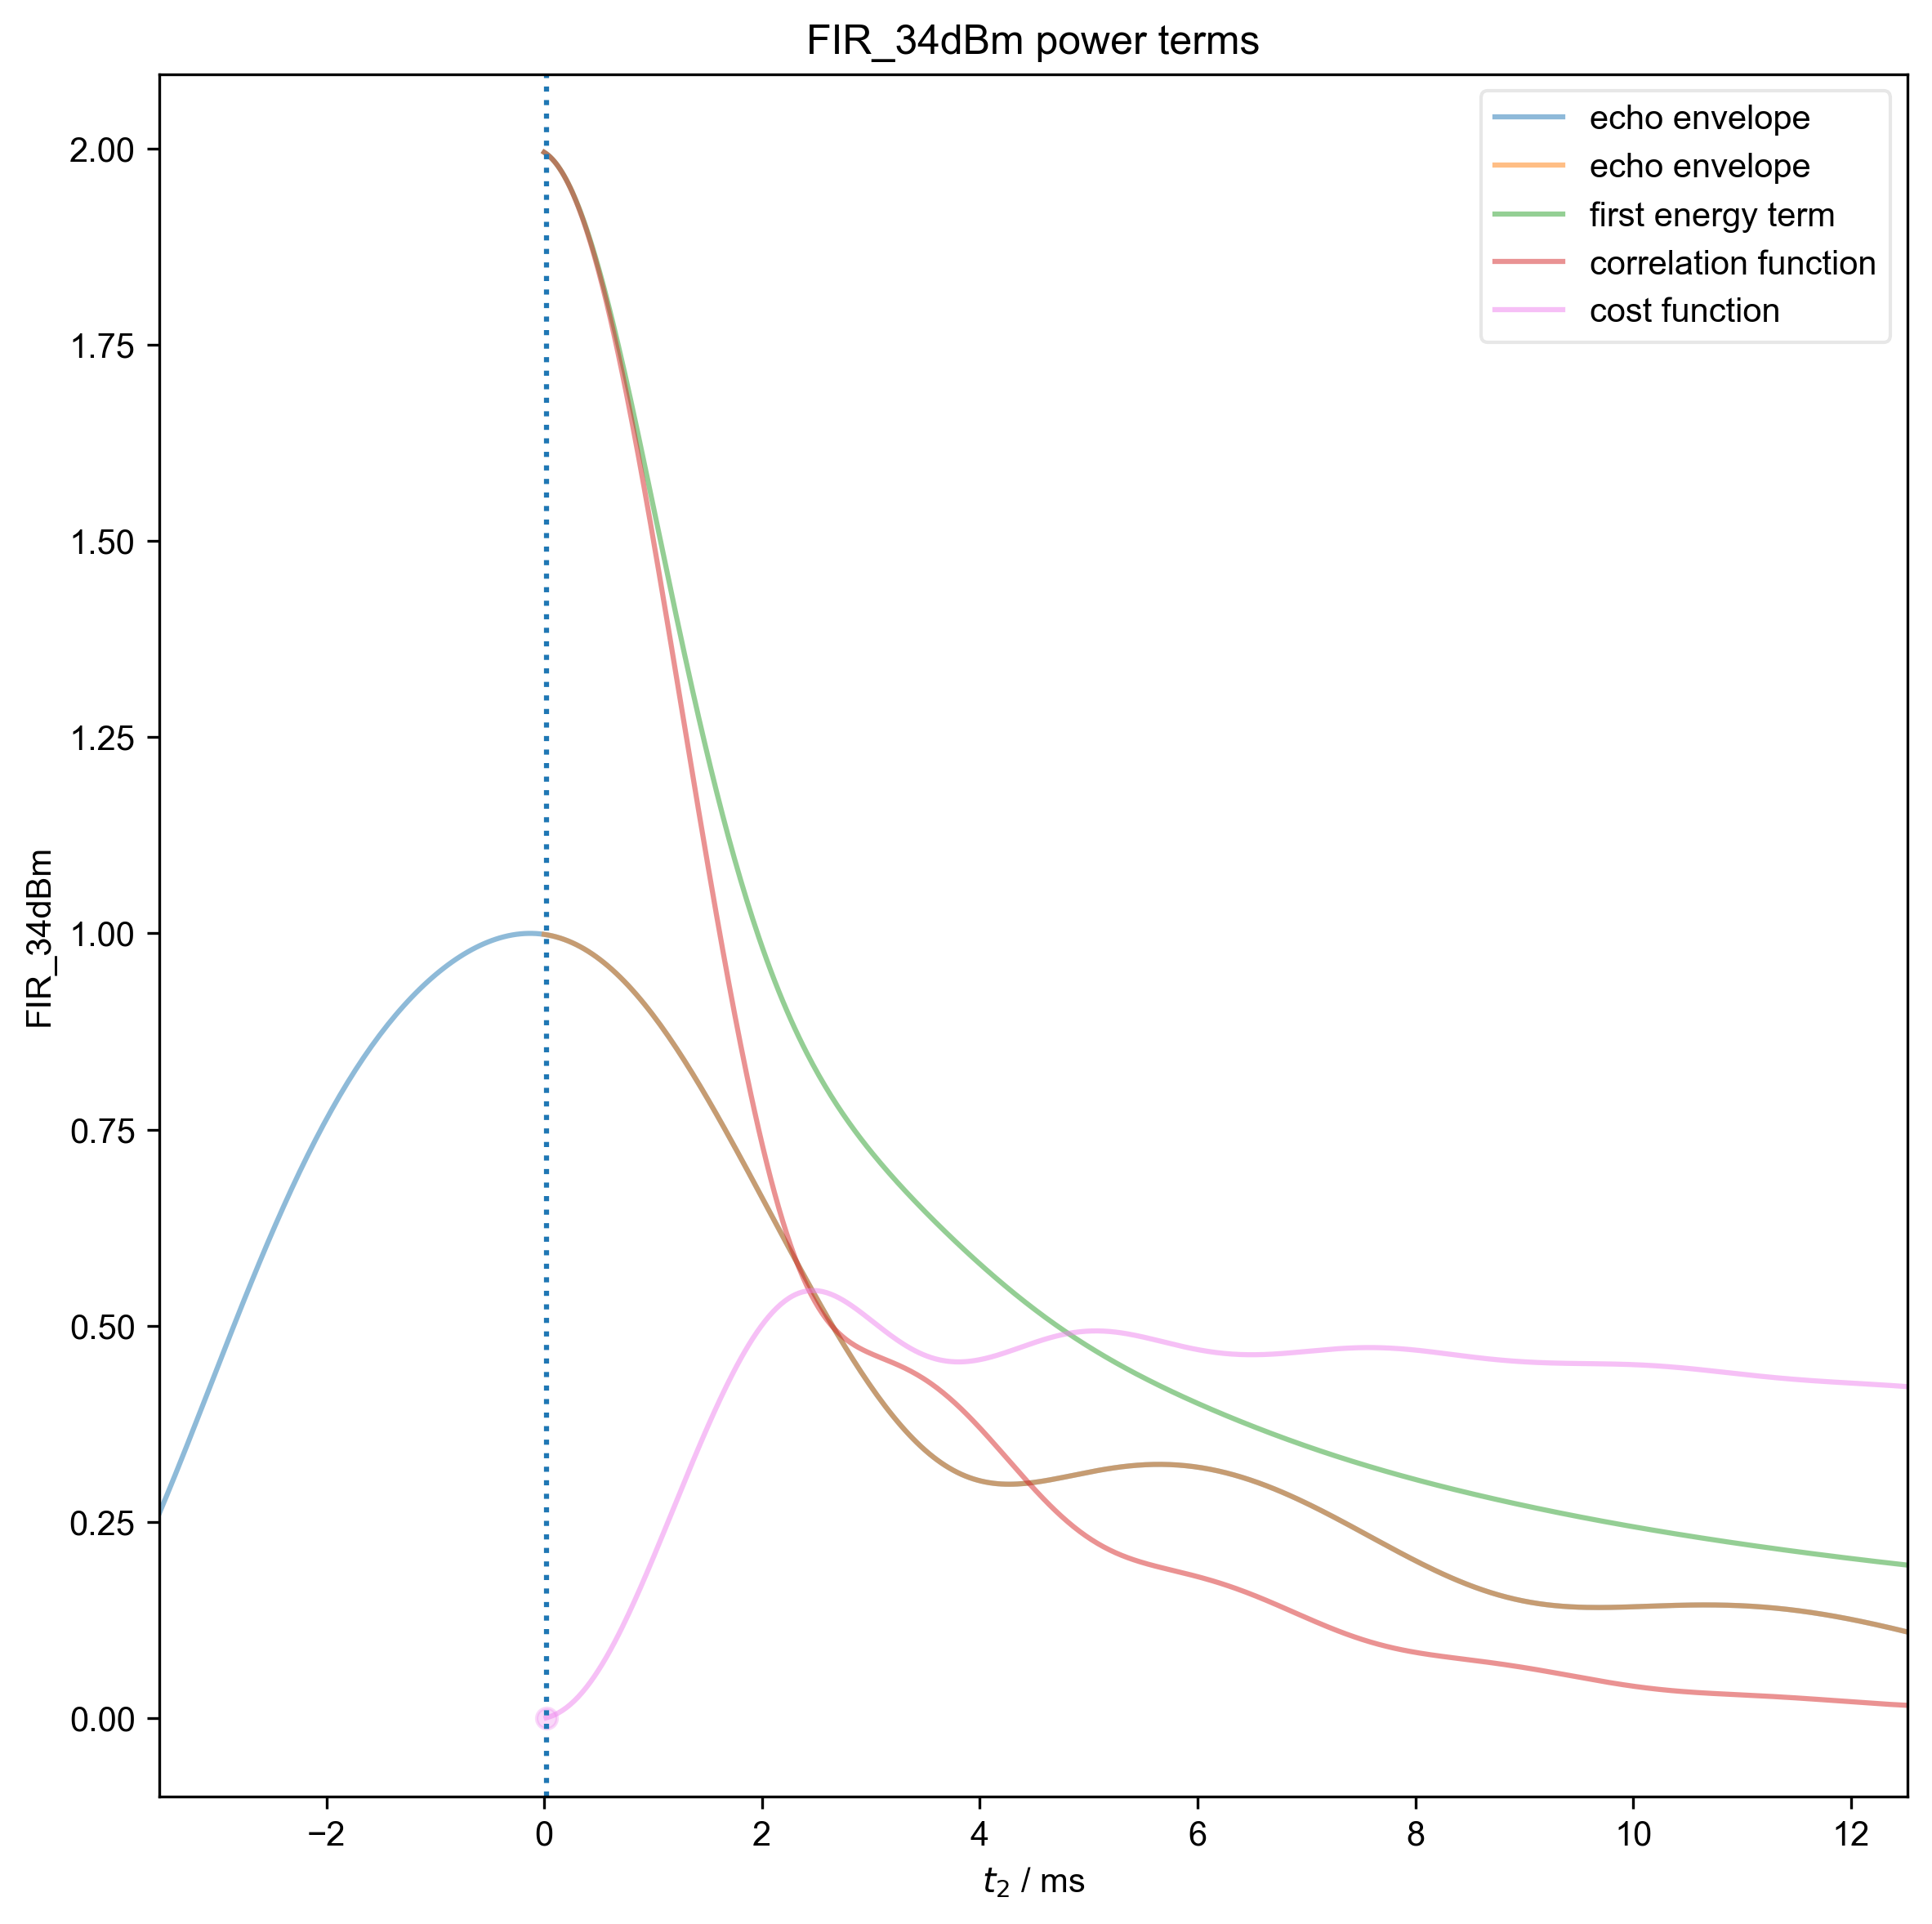 FIR_34dBm power terms
echo envelope
echo envelope
first energy term
correlation function
cost function
2.00
1.75
1.50
1.25
1.00
0.75
0.50
0.25
0.00
FIR_34dBm
−2 0 2 4 6 8 10 12
t₂ / ms